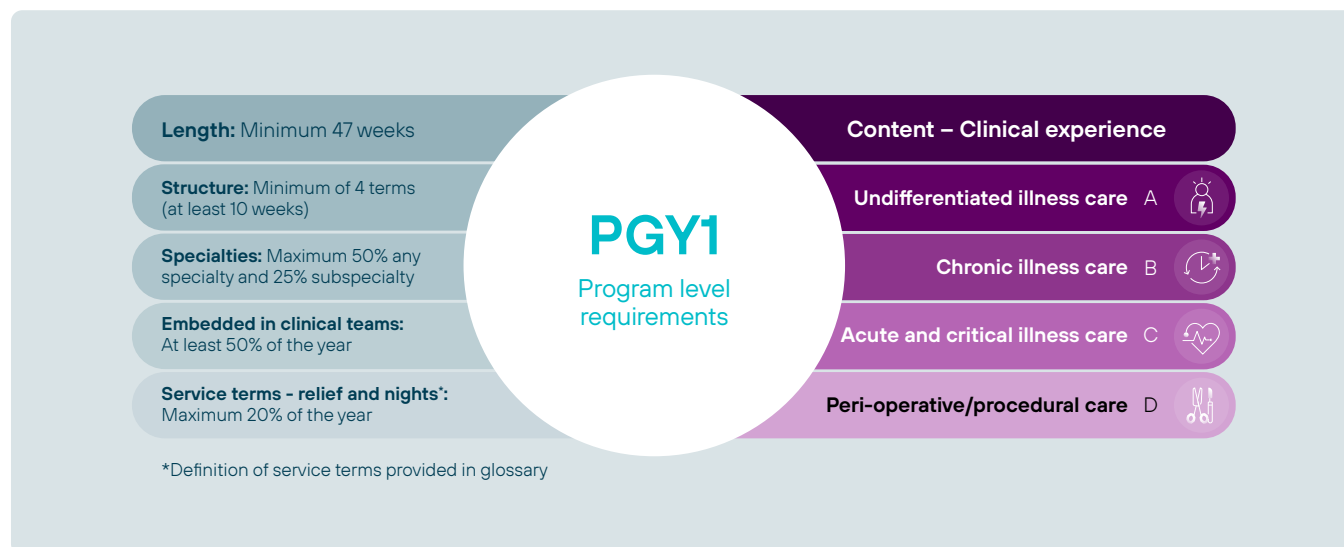 Length: Minimum 47 weeks
Structure: Minimum of 4 terms
(at least 10 weeks)
Specialties: Maximum 50% any
specialty and 25% subspecialty
Embedded in clinical teams:
At least 50% of the year
Service terms - relief and nights*:
Maximum 20% of the year
*Definition of service terms provided in glossary
PGY1
Program level
requirements
Content – Clinical experience
Undifferentiated illness care A
Chronic illness care B
Acute and critical illness care C
Peri-operative/procedural care D